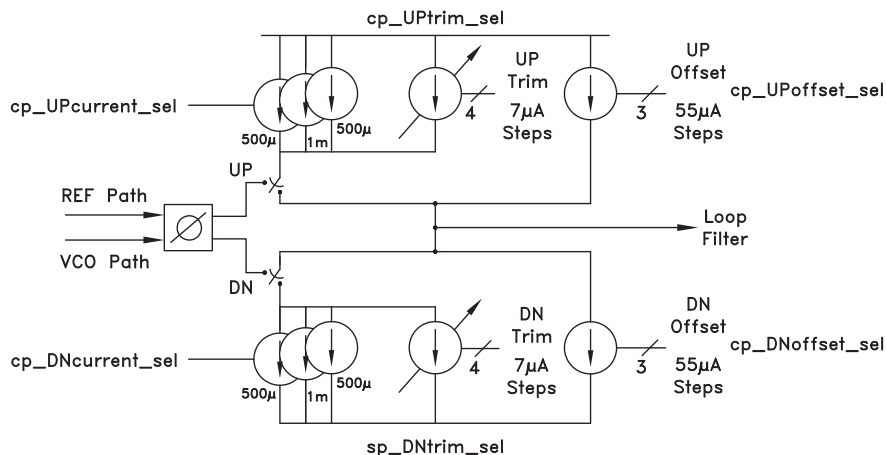 cp_UPtrim_sel
cp_UPcurrent_sel
500μ
1m
500μ
4
UP
Trim
7μA
Steps
3
UP
Offset
55μA
Steps
cp_UPoffset_sel
UP
REF Path
VCO Path
DN
Loop
Filter
cp_DNcurrent_sel
500μ
1m
500μ
4
DN
Trim
7μA
Steps
3
DN
Offset
55μA
Steps
cp_DNoffset_sel
sp_DNtrim_sel